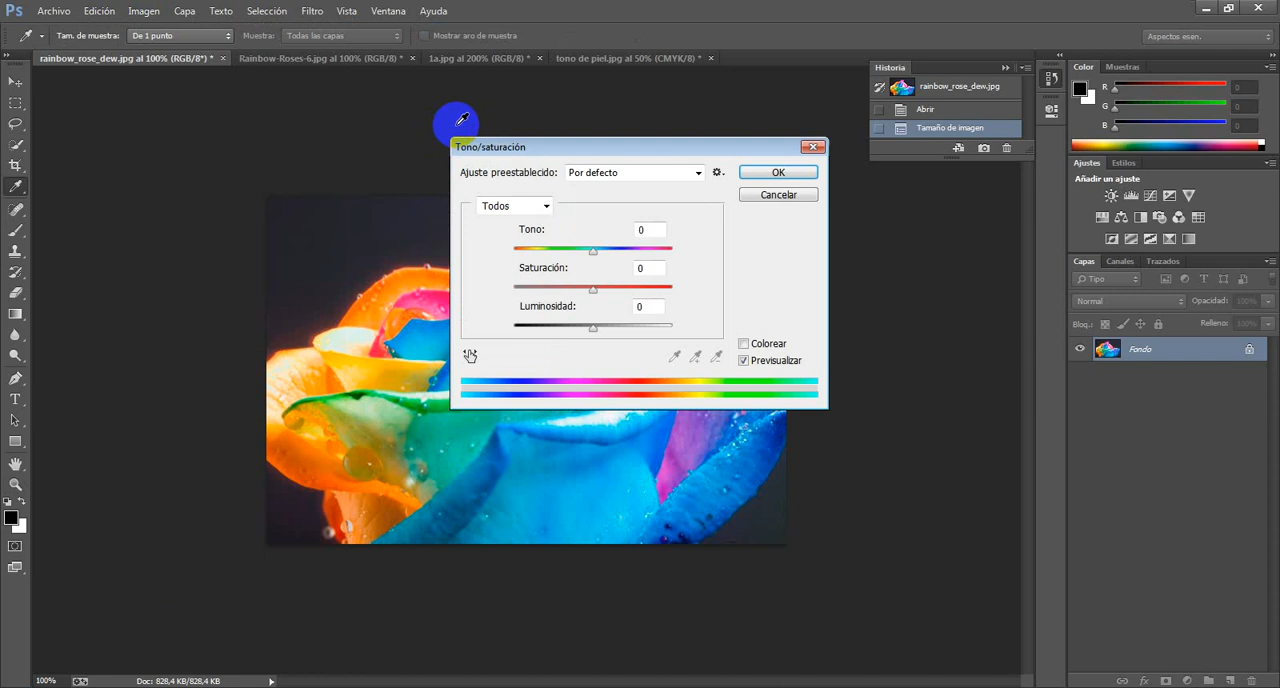 Ps Archivo Edición Imagen Capa Texto Selección Filtro Vista Ventana Ayuda
Tam. de muestra: De 1 punto Muestra: Todas las capas Mostrar aro de muestra Aspectos esen.
rainbow_rose_dew.jpg al 100% (RGB/8*) * × Rainbow-Roses-6.jpg al 100% (RGB/8) * × 1a.jpg al 200% (RGB/8) * × tono de piel.jpg al 50% (CMYK/8) * ×
Historia
rainbow_rose_dew.jpg
Abrir
Tamaño de imagen
Color Muestras
R 0
G 0
B 0
Tono/saturación
Ajuste preestablecido: Por defecto OK
Cancelar
Todos
Tono: 0
Saturación: 0
Luminosidad: 0
Colorear
Previsualizar
Ajustes Estilos
Añadir un ajuste
Capas Canales Trazados
Tipo
Normal Opacidad: 100%
Bloq.: Relleno: 100%
Fondo
100% Doc: 828,4 KB/828,4 KB